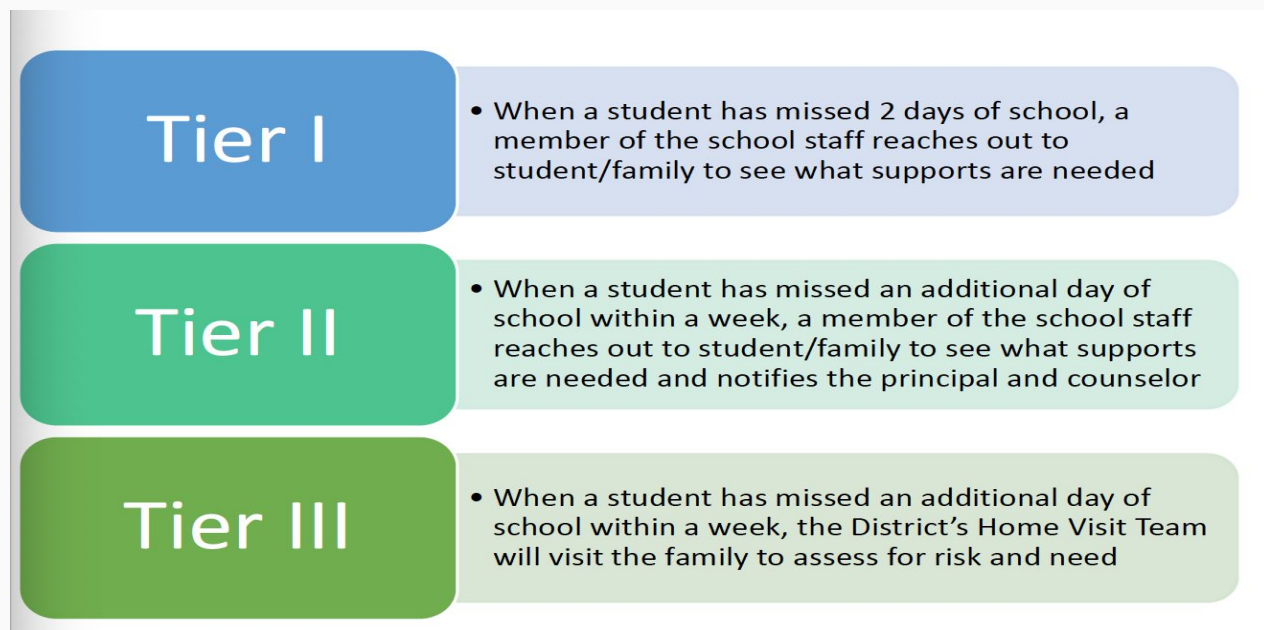 Tier I
• When a student has missed 2 days of school, a
member of the school staff reaches out to
student/family to see what supports are needed
Tier II
• When a student has missed an additional day of
school within a week, a member of the school staff
reaches out to student/family to see what supports
are needed and notifies the principal and counselor
Tier III
• When a student has missed an additional day of
school within a week, the District’s Home Visit Team
will visit the family to assess for risk and need